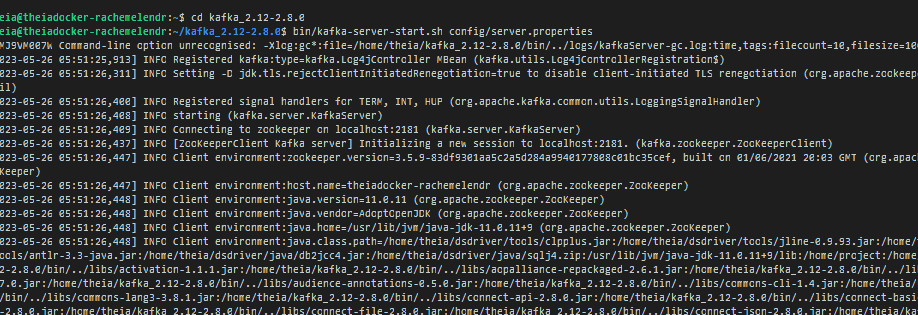 eia@theiadocker-rachemelendr:~$ cd kafka_2.12-2.8.0
eia@theiadocker-rachemelendr:~/kafka_2.12-2.8.0$ bin/kafka-server-start.sh config/server.properties
MJ9VM007W Command-line option unrecognised: -Xlog:gc*:file=/home/theia/kafka_2.12-2.8.0/bin/../logs/kafkaServer-gc.log:time,tags:filecount=10,filesize=100
023-05-26 05:51:25,913] INFO Registered kafka:type=kafka.Log4jController MBean (kafka.utils.Log4jControllerRegistration$)
023-05-26 05:51:26,311] INFO Setting -D jdk.tls.rejectClientInitiatedRenegotiation=true to disable client-initiated TLS renegotiation (org.apache.zookeep
il)
023-05-26 05:51:26,400] INFO Registered signal handlers for TERM, INT, HUP (org.apache.kafka.common.utils.LoggingSignalHandler)
023-05-26 05:51:26,408] INFO starting (kafka.server.KafkaServer)
023-05-26 05:51:26,409] INFO Connecting to zookeeper on localhost:2181 (kafka.server.KafkaServer)
023-05-26 05:51:26,437] INFO [ZooKeeperClient Kafka server] Initializing a new session to localhost:2181. (kafka.zookeeper.ZooKeeperClient)
023-05-26 05:51:26,447] INFO Client environment:zookeeper.version=3.5.9-83df9301aa5c2a5d284a9940177808c01bc35cef, built on 01/06/2021 20:03 GMT (org.apac
Keeper)
023-05-26 05:51:26,447] INFO Client environment:host.name=theiadocker-rachemelendr (org.apache.zookeeper.ZooKeeper)
023-05-26 05:51:26,448] INFO Client environment:java.version=11.0.11 (org.apache.zookeeper.ZooKeeper)
023-05-26 05:51:26,448] INFO Client environment:java.vendor=AdoptOpenJDK (org.apache.zookeeper.ZooKeeper)
023-05-26 05:51:26,448] INFO Client environment:java.home=/usr/lib/jvm/java-jdk-11.0.11+9 (org.apache.zookeeper.ZooKeeper)
023-05-26 05:51:26,448] INFO Client environment:java.class.path=/home/theia/dsdriver/tools/clpplus.jar:/home/theia/dsdriver/tools/jline-0.9.93.jar:/home/t
ools/antlr-3.3-java.jar:/home/theia/dsdriver/java/db2jcc4.jar:/home/theia/dsdriver/java/sqlj4.zip:/usr/lib/jvm/java-jdk-11.0.11+9/lib:/home/project:/home
2-2.8.0/bin/../libs/activation-1.1.1.jar:/home/theia/kafka_2.12-2.8.0/bin/../libs/aopalliance-repackaged-2.6.1.jar:/home/theia/kafka_2.12-2.8.0/bin/../lib
7.0.jar:/home/theia/kafka_2.12-2.8.0/bin/../libs/audience-annotations-0.5.0.jar:/home/theia/kafka_2.12-2.8.0/bin/../libs/commons-cli-1.4.jar:/home/theia/k
/bin/../libs/commons-lang3-3.8.1.jar:/home/theia/kafka_2.12-2.8.0/bin/../libs/connect-api-2.8.0.jar:/home/theia/kafka_2.12-2.8.0/bin/../libs/connect-basi
-2.8.0.jar:/home/theia/kafka_2.12-2.8.0/bin/../libs/connect-file-2.8.0.jar:/home/theia/kafka_2.12-2.8.0/bin/../libs/connect-json-2.8.0.jar:/home/theia/ka